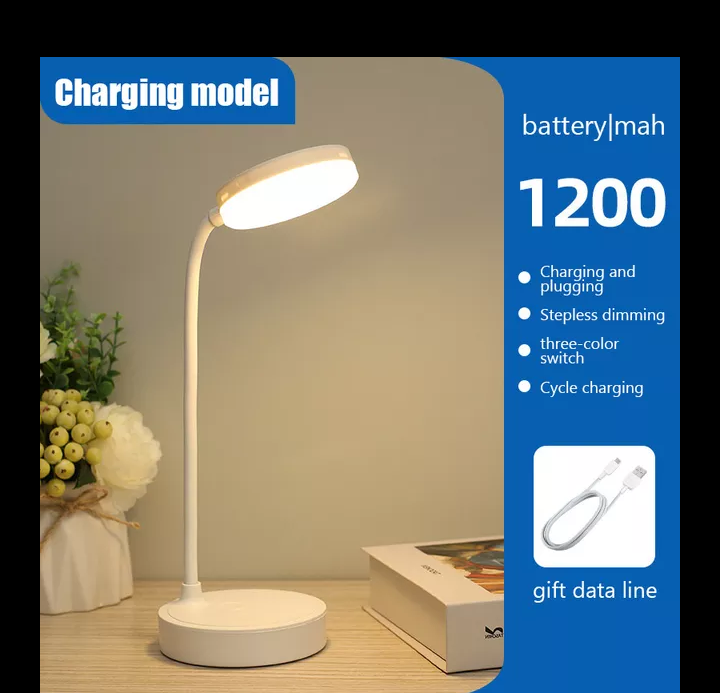 Charging model
battery|mah
1200
Charging and
plugging
Stepless dimming
three-color
switch
Cycle charging
gift data line